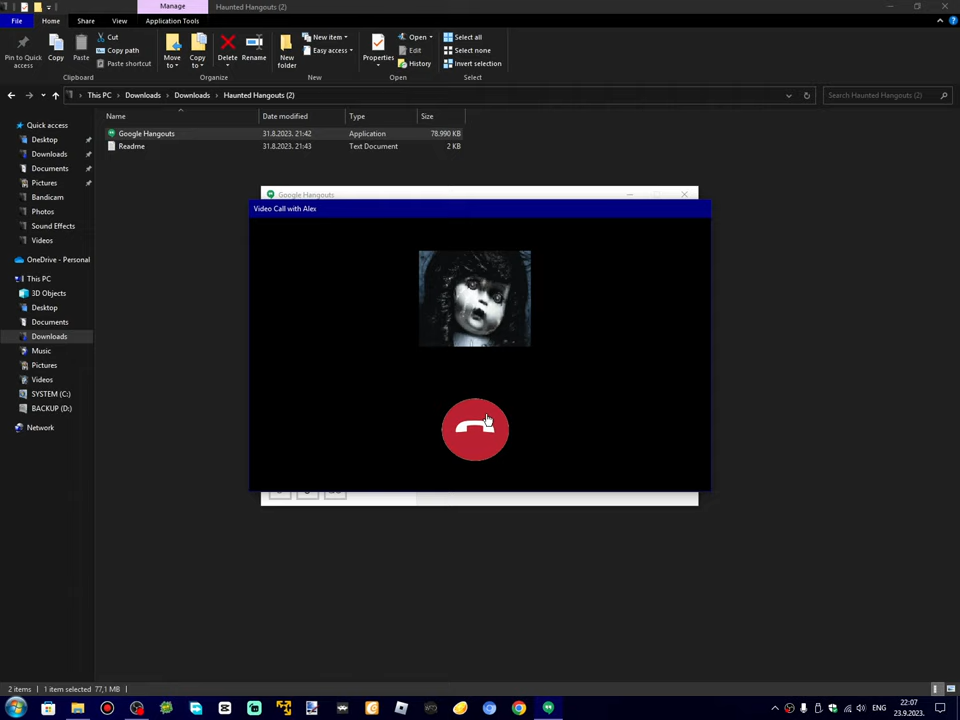 Manage
Haunted Hangouts (2)
File
Home
Share
View
Application Tools
Pin to Quick access
Copy
Paste
Cut
Copy path
Paste shortcut
Clipboard
Move to
Copy to
Delete
Rename
Organize
New folder
New item
Easy access
New
Properties
Open
Edit
History
Open
Select all
Select none
Invert selection
Select
This PC
Downloads
Downloads
Haunted Hangouts (2)
Search Haunted Hangouts (2)
Name
Date modified
Type
Size
Google Hangouts
31.8.2023. 21:42
Application
78.990 KB
Readme
31.8.2023. 21:43
Text Document
2 KB
Quick access
Desktop
Downloads
Documents
Pictures
Bandicam
Photos
Sound Effects
Videos
OneDrive - Personal
This PC
3D Objects
Desktop
Documents
Downloads
Music
Pictures
Videos
SYSTEM (C:)
BACKUP (D:)
Network
Google Hangouts
Video Call with Alex
2 items
1 item selected 77,1 MB
ENG
22:07
23.9.2023.